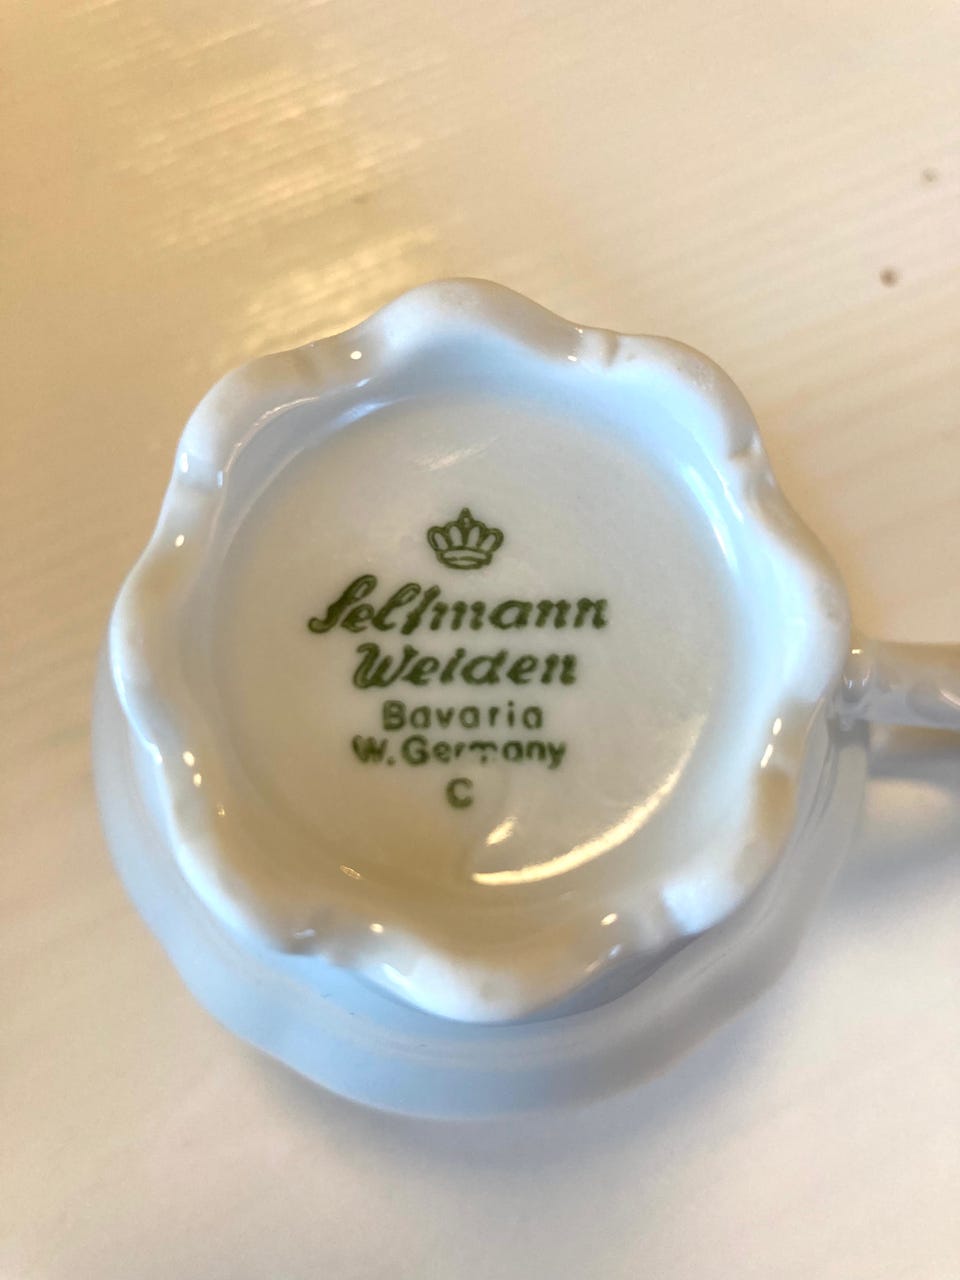 Seltmann
Weiden
Bavaria
W. Germany
C